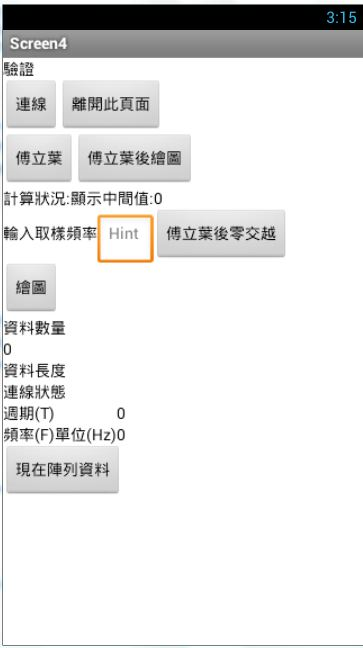 3:15
Screen4
驗證
連線 離開此頁面
傅立葉 傅立葉後繪圖
計算狀況:顯示中間值:0
輸入取樣頻率 Hint 傅立葉後零交越
繪圖
資料數量
0
資料長度
連線狀態
週期(T) 0
頻率(F)單位(Hz)0
現在陣列資料